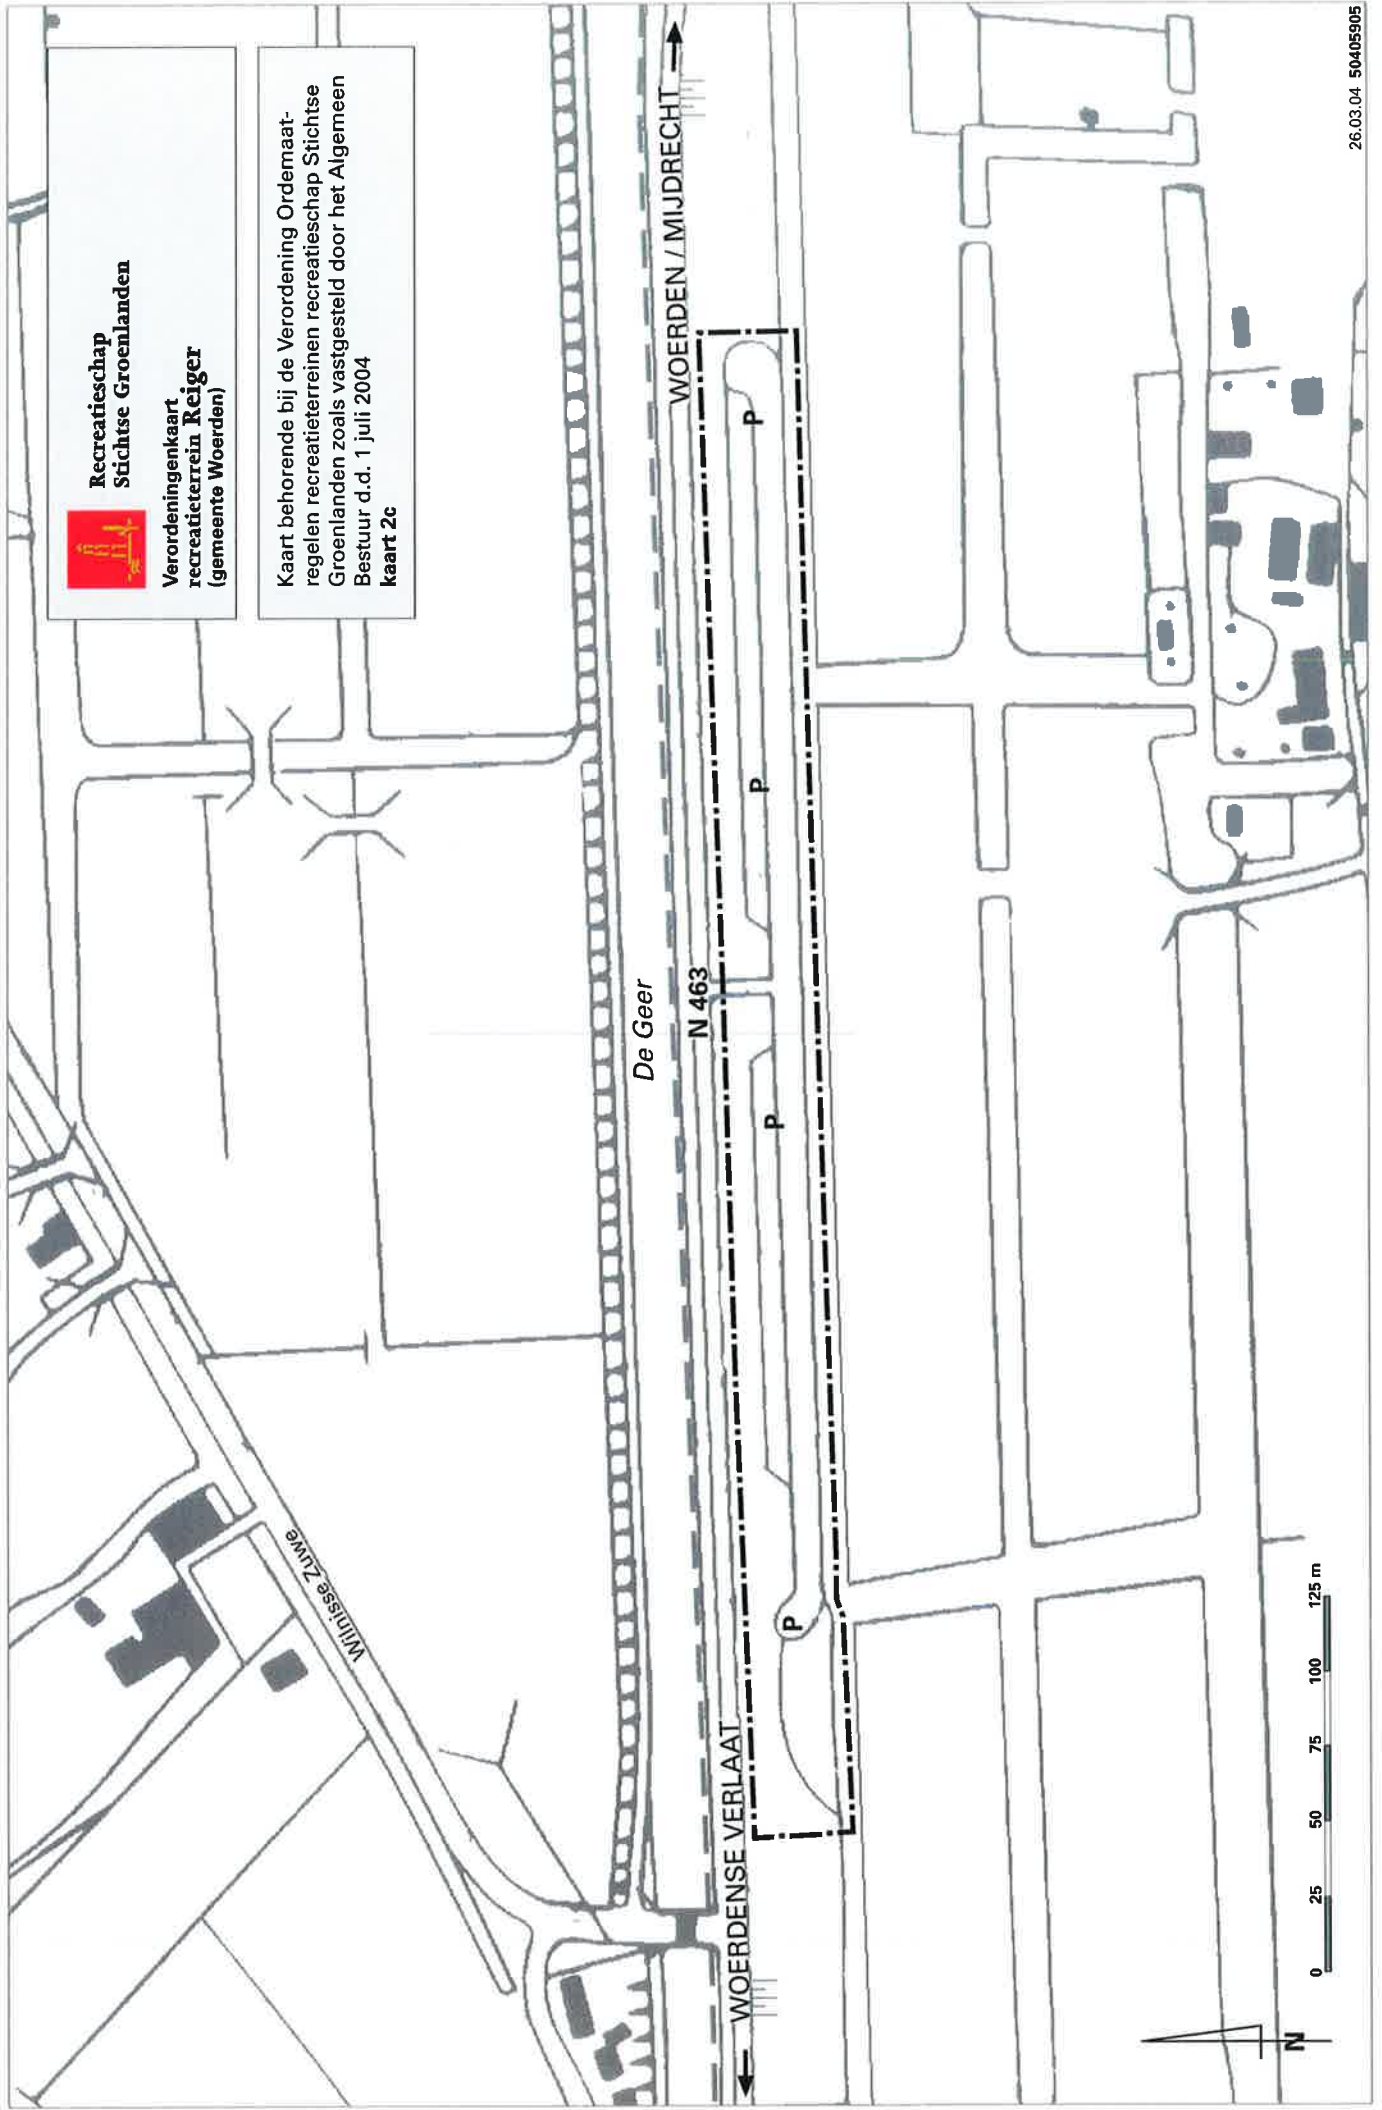 Recreatieschap
Stichtse Groenlanden
Verordeningenkaart
recreatieterrein Reiger
(gemeente Woerden)
Kaart behorende bij de Verordening Ordemaat-
regelen recreatieterreinen recreatieschap Stichtse
Groenlanden zoals vastgesteld door het Algemeen
Bestuur d.d. 1 juli 2004
kaart 2c
Wilnisse Zuwe
De Geer
N 463
WOERDENSE VERLAAT
WOERDEN / MIJDRECHT
P
P
P
P
N
0 25 50 75 100 125 m
26.03.04 50405905